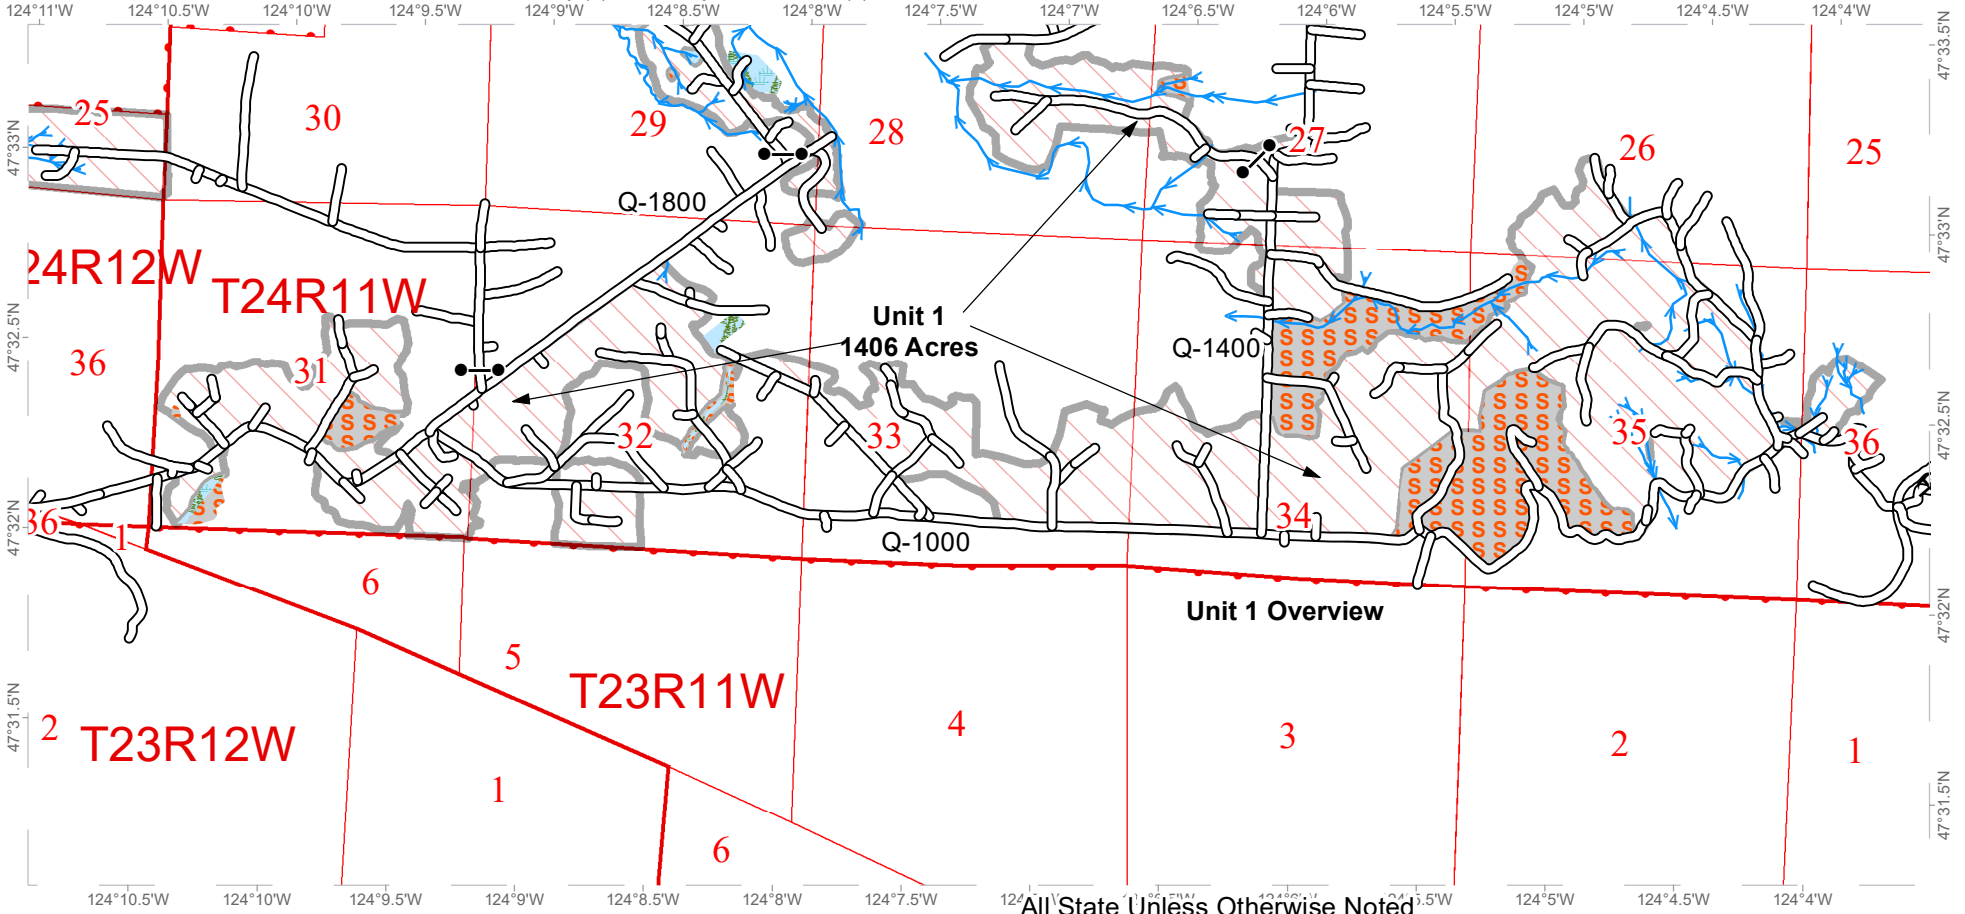 124°11'W 124°10.5'W 124°10'W 124°9.5'W 124°9'W 124°8.5'W 124°8'W 124°7.5'W 124°7'W 124°6.5'W 124°6'W 124°5.5'W 124°5'W 124°4.5'W 124°4'W
47°33.5'N
25 30 29 28 27 26 25
47°33'N
47°33'N
Q-1800
24R12W T24R11W
Unit 1
1406 Acres
Q-1400
47°32.5'N
36 31 32 33 35 36
47°32.5'N
S S S S S S S S S S S S S S S S S S
36 1 34
47°32'N
Q-1000
6
Unit 1 Overview
47°32'N
5
T23R11W
2 T23R12W 4 3 2 1
47°31.5'N
1
47°31.5'N
6
124°10.5'W 124°10'W 124°9.5'W 124°9'W 124°8.5'W 124°8'W 124°7.5'W 124°5'W 124°4.5'W 124°4'W
All State Unless Otherwise Noted